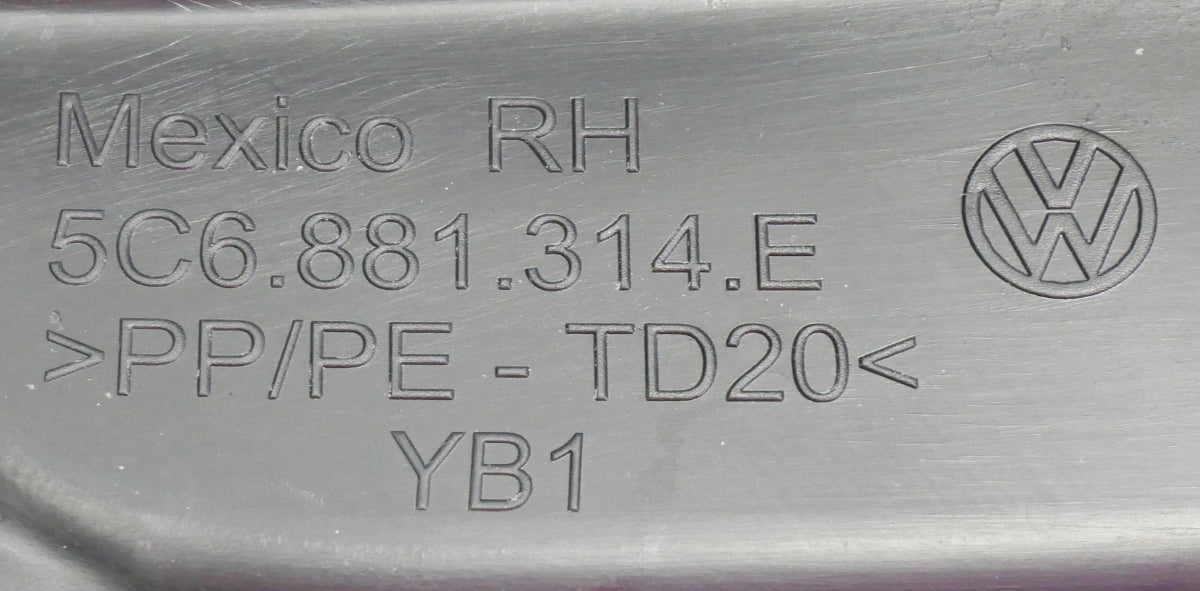 Mexico RH
5C6.881.314.E
>PP/PE - TD20<
YB1